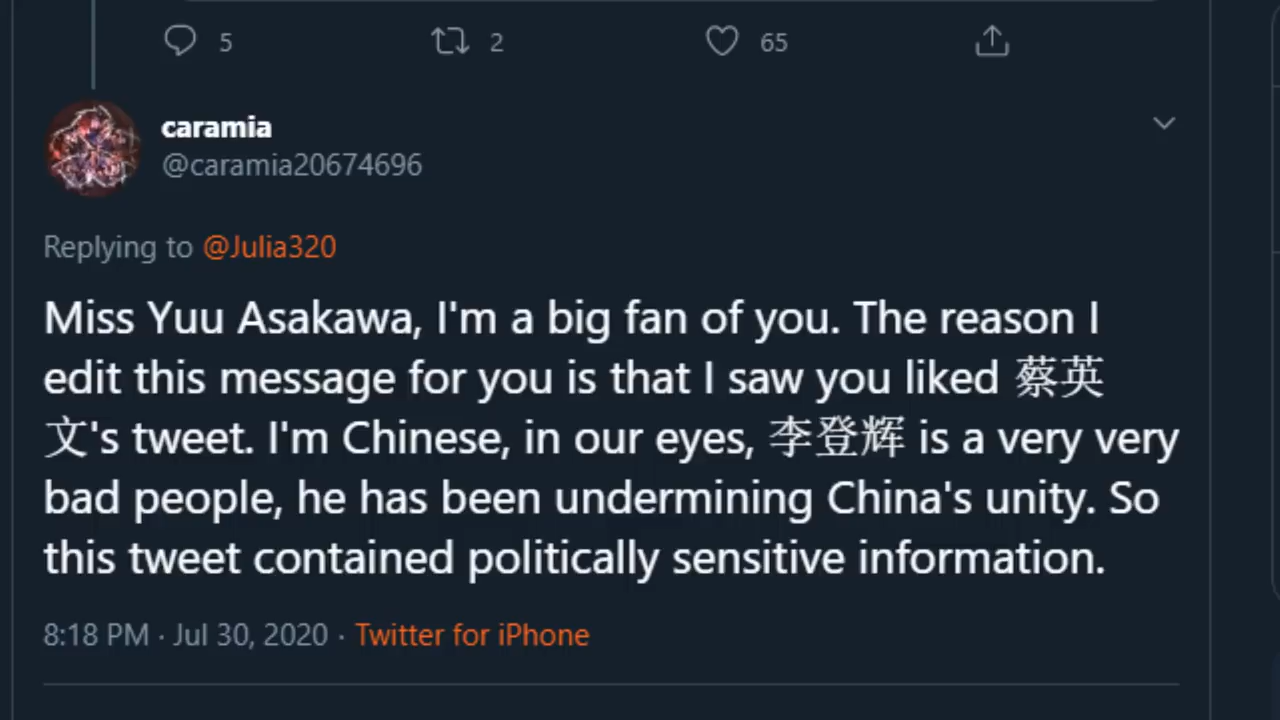 5 2 65
caramia
@caramia20674696
Replying to @Julia320
Miss Yuu Asakawa, I'm a big fan of you. The reason I
edit this message for you is that I saw you liked 蔡英
文's tweet. I'm Chinese, in our eyes, 李登辉 is a very very
bad people, he has been undermining China's unity. So
this tweet contained politically sensitive information.
8:18 PM · Jul 30, 2020 · Twitter for iPhone